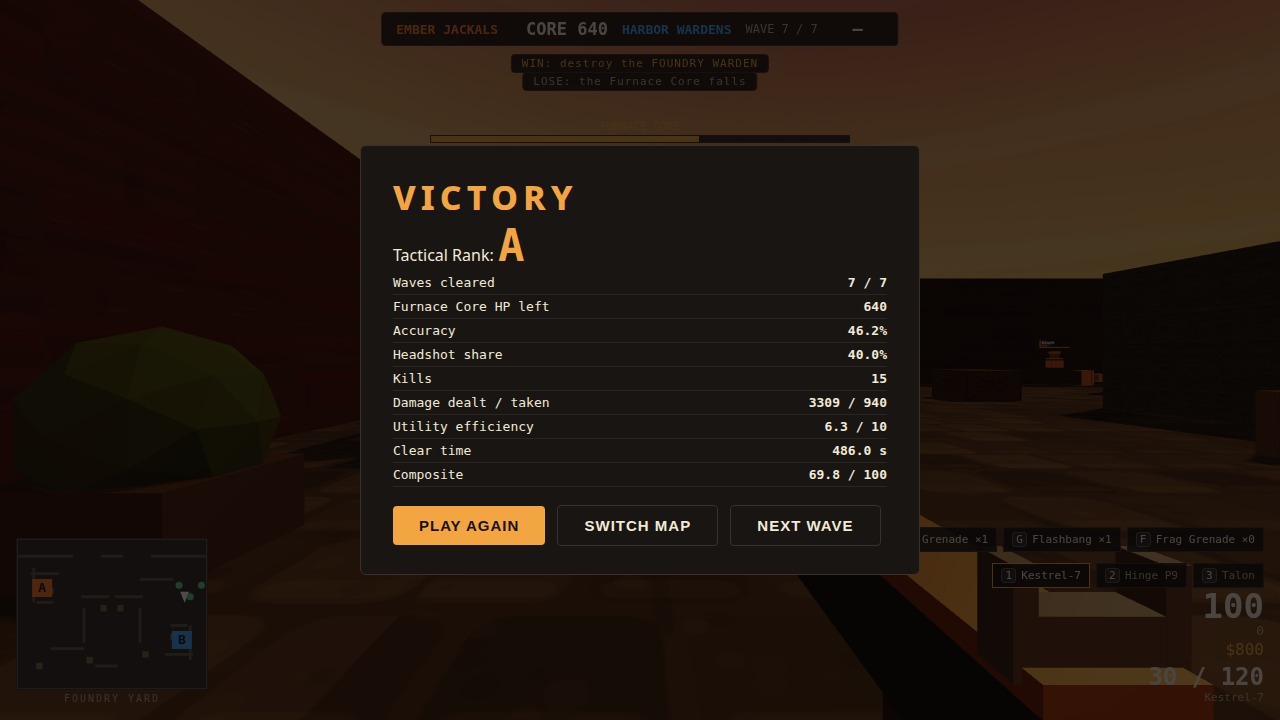 EMBER JACKALS CORE 640 HARBOR WARDENS WAVE 7 / 7 —
WIN: destroy the FOUNDRY WARDEN
LOSE: the Furnace Core falls
FURNACE CORE
VICTORY
Tactical Rank: A
Waves cleared 7 / 7
Furnace Core HP left 640
Accuracy 46.2%
Headshot share 40.0%
Kills 15
Damage dealt / taken 3309 / 940
Utility efficiency 6.3 / 10
Clear time 486.0 s
Composite 69.8 / 100
PLAY AGAIN SWITCH MAP NEXT WAVE
Grenade ×1 G Flashbang ×1 F Frag Grenade ×0
1 Kestrel-7 2 Hinge P9 3 Talon
A
B
FOUNDRY YARD
100
0
$800
30 / 120
Kestrel-7